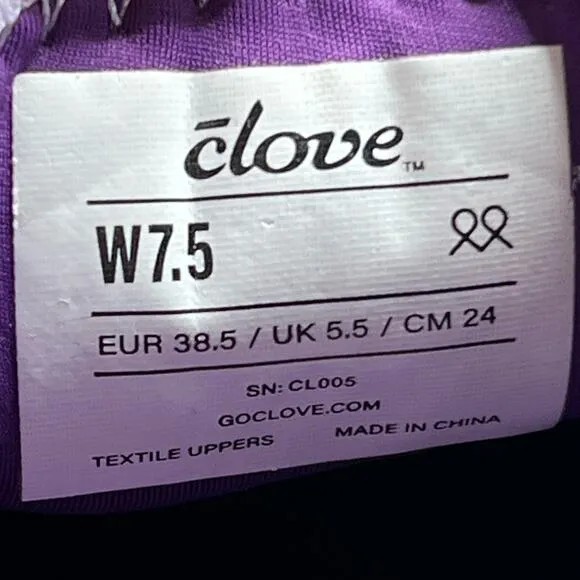 c̄love™
W7.5
EUR 38.5 / UK 5.5 / CM 24
SN: CL005
GOCLOVE.COM
TEXTILE UPPERS MADE IN CHINA